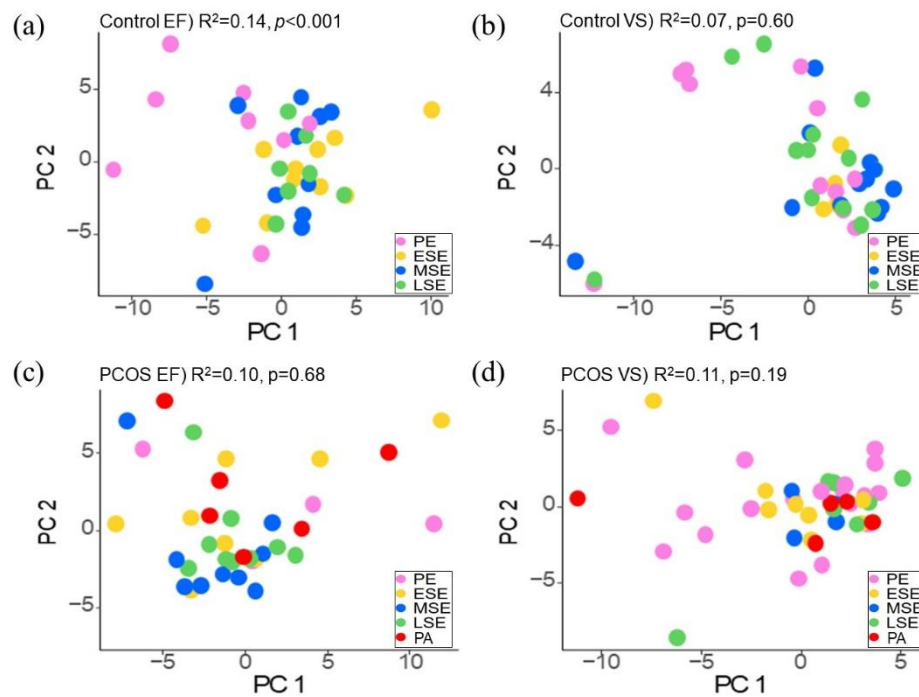 (a)
Control EF) R²=0.14, p<0.001
PC 2
5
0
−5
−10
−5
0
5
10
PC 1
PE
ESE
MSE
LSE
(b)
Control VS) R²=0.07, p=0.60
PC 2
4
0
−4
−10
−5
0
5
PC 1
PE
ESE
MSE
LSE
(c)
PCOS EF) R²=0.10, p=0.68
PC 2
5
0
−5
−5
0
5
10
PC 1
PE
ESE
MSE
LSE
PA
(d)
PCOS VS) R²=0.11, p=0.19
PC 2
5
0
−5
−10
−5
0
5
PC 1
PE
ESE
MSE
LSE
PA